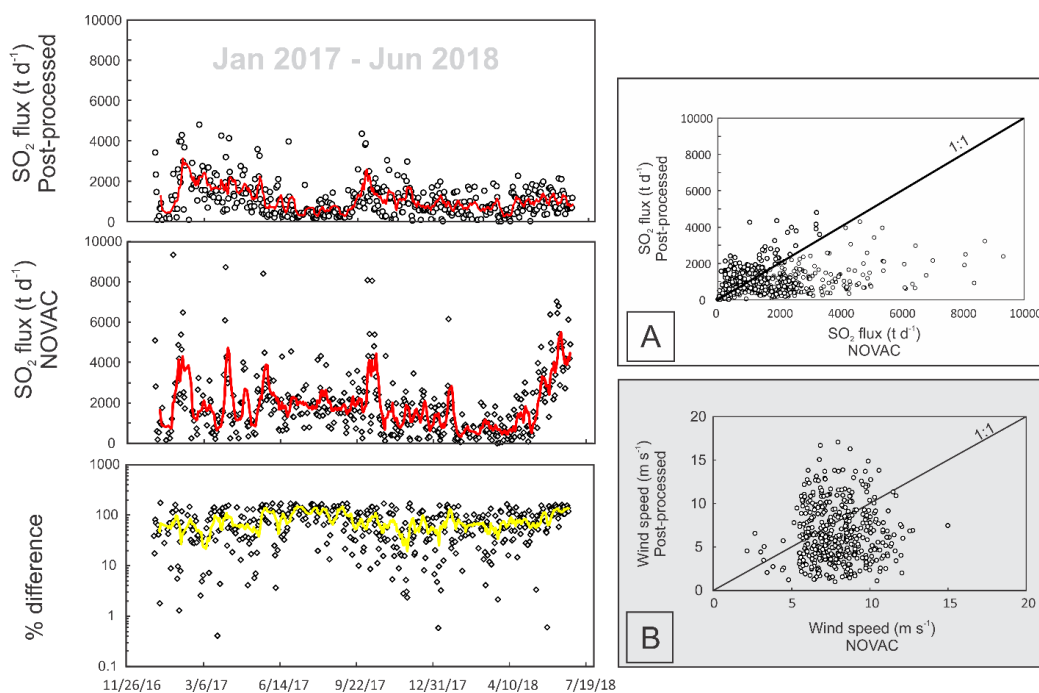 Jan 2017 - Jun 2018
SO₂ flux (t d⁻¹)
Post-processed
10000
8000
6000
4000
2000
0
SO₂ flux (t d⁻¹)
NOVAC
10000
8000
6000
4000
2000
0
% difference
1000
100
10
1
0.1
11/26/16 3/6/17 6/14/17 9/22/17 12/31/17 4/10/18 7/19/18
SO₂ flux (t d⁻¹)
Post-processed
10000
8000
6000
4000
2000
0
1:1
A
0 2000 4000 6000 8000 10000
SO₂ flux (t d⁻¹)
NOVAC
Wind speed (m s⁻¹)
Post-processed
20
15
10
5
0
1:1
B
0 5 10 15 20
Wind speed (m s⁻¹)
NOVAC